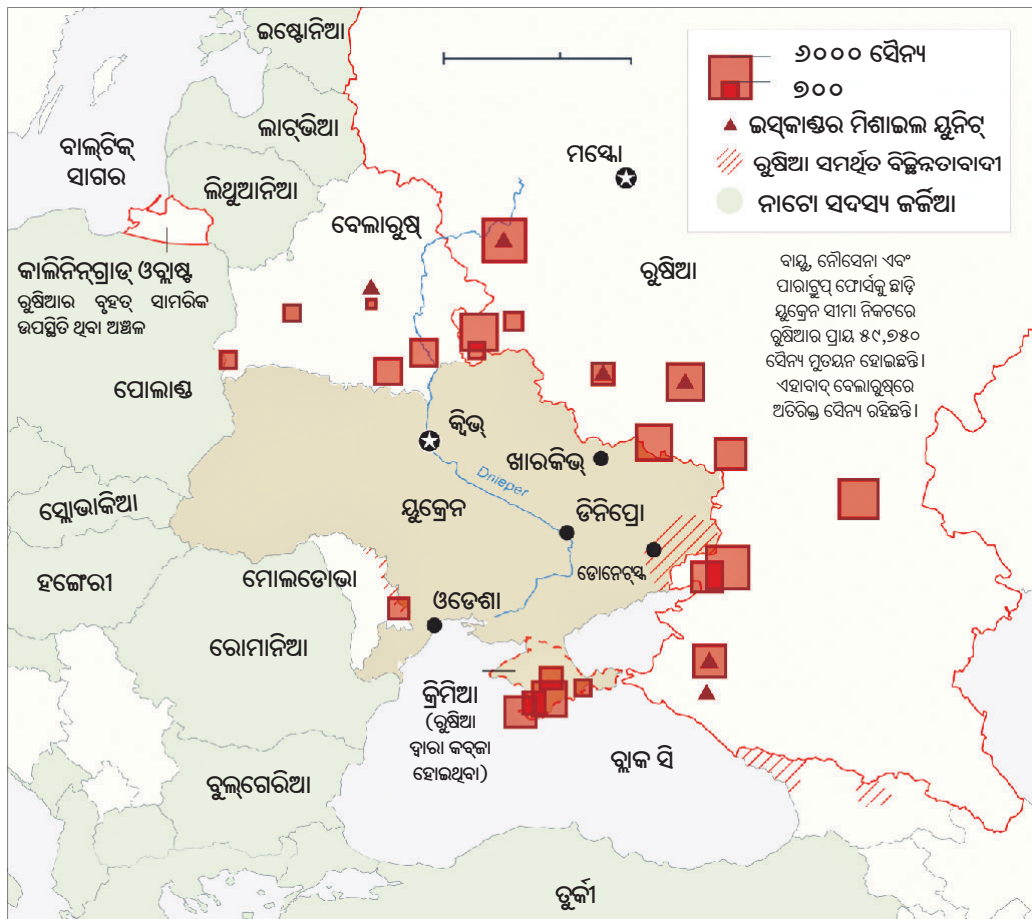 ଇଷ୍ଟୋନିଆ
ଲାଟ୍‌ଭିଆ
ଲିଥୁଆନିଆ
ବାଲ୍‌ଟିକ୍
ସାଗର
ମସ୍କୋ
ବେଲାରୁଷ୍
ରୁଷିଆ
୬୦୦୦ ସୈନ୍ୟ
୭୦୦
ଇସ୍‌କାଣ୍ଡର ମିଶାଇଲ ୟୁନିଟ୍
ରୁଷିଆ ସମର୍ଥିତ ବିଚ୍ଛିନ୍ନତାବାଦୀ
ନାଟୋ ସଦସ୍ୟ ଜର୍ଜିଆ
କାଲିନିନ୍‌ଗ୍ରାଡ୍ ଓବ୍ଲାଷ୍ଟ
ରୁଷିଆର ବୃହତ୍ ସାମରିକ
ଉପସ୍ଥିତି ଥିବା ଅଞ୍ଚଳ
ବାୟୁ, ନୌସେନା ଏବଂ
ପାରାଟ୍ରୁପ୍ ଫୋର୍ସକୁ ଛାଡ଼ି
ୟୁକ୍ରେନ ସୀମା ନିକଟରେ
ରୁଷିଆର ପ୍ରାୟ ୫୯,୭୫୦
ସୈନ୍ୟ ମୁତୟନ ହୋଇଛନ୍ତି।
ଏହାବାଦ୍ ବେଲାରୁଷ୍‌ରେ
ଅତିରିକ୍ତ ସୈନ୍ୟ ରହିଛନ୍ତି।
ପୋଲାଣ୍ଡ
କ୍ୱିଭ୍
ଖାରକିଭ୍
Dnieper
ସ୍ଲୋଭାକିଆ
ୟୁକ୍ରେନ
ଡିନିପ୍ରୋ
ହଙ୍ଗେରୀ
ମୋଲଡୋଭା
ଡୋନେଟ୍‌ସ୍କ
ଓଡେଶା
ରୋମାନିଆ
କ୍ରିମିଆ
(ରୁଷିଆ
ଦ୍ୱାରା କବ୍‌ଜା
ହୋଇଥିବା)
ବ୍ଲାକ ସି
ବୁଲ୍‌ଗେରିଆ
ତୁର୍କୀ